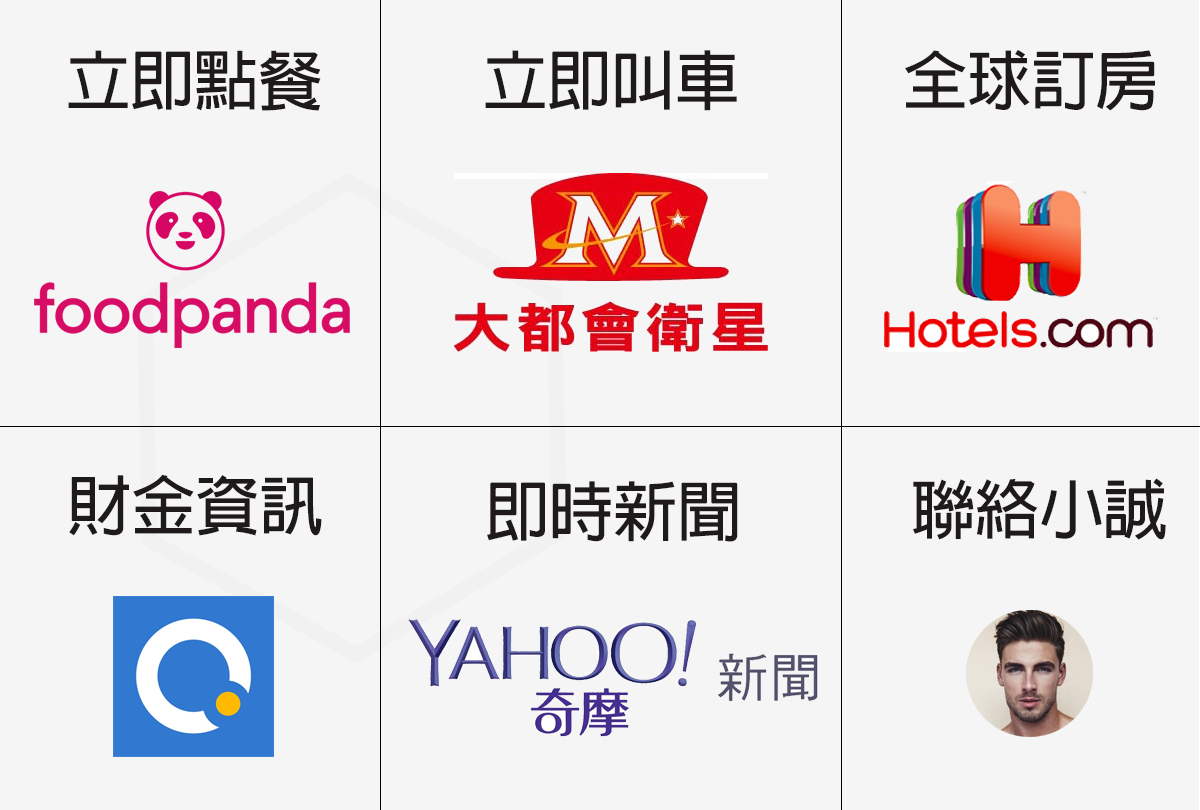 立即點餐
foodpanda
立即叫車
M
大都會衛星
全球訂房
H
Hotels.com
財金資訊
即時新聞
YAHOO!
奇摩
新聞
聯絡小誠